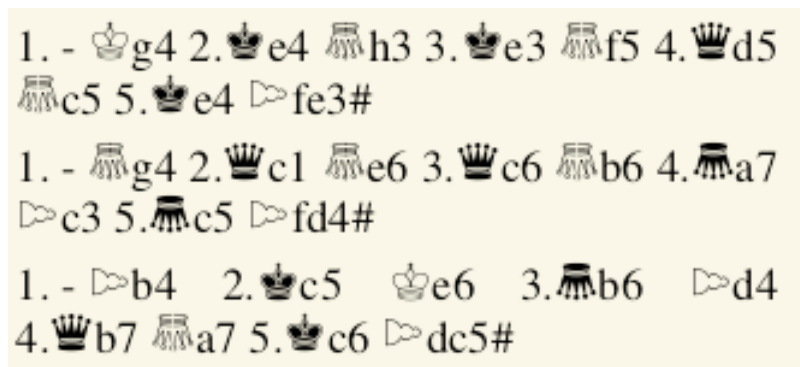 1. - ♔g4 2.♚e4 🨊h3 3.♚e3 🨊f5 4.♛d5
🨊c5 5.♚e4 fe3#
1. - 🨊g4 2.♛c1 🨊e6 3.♛c6 🨊b6 4.🨐a7
c3 5.🨐c5 fd4#
1. - b4 2.♚c5 ♔e6 3.🨐b6 d4
4.♛b7 🨊a7 5.♚c6 dc5#